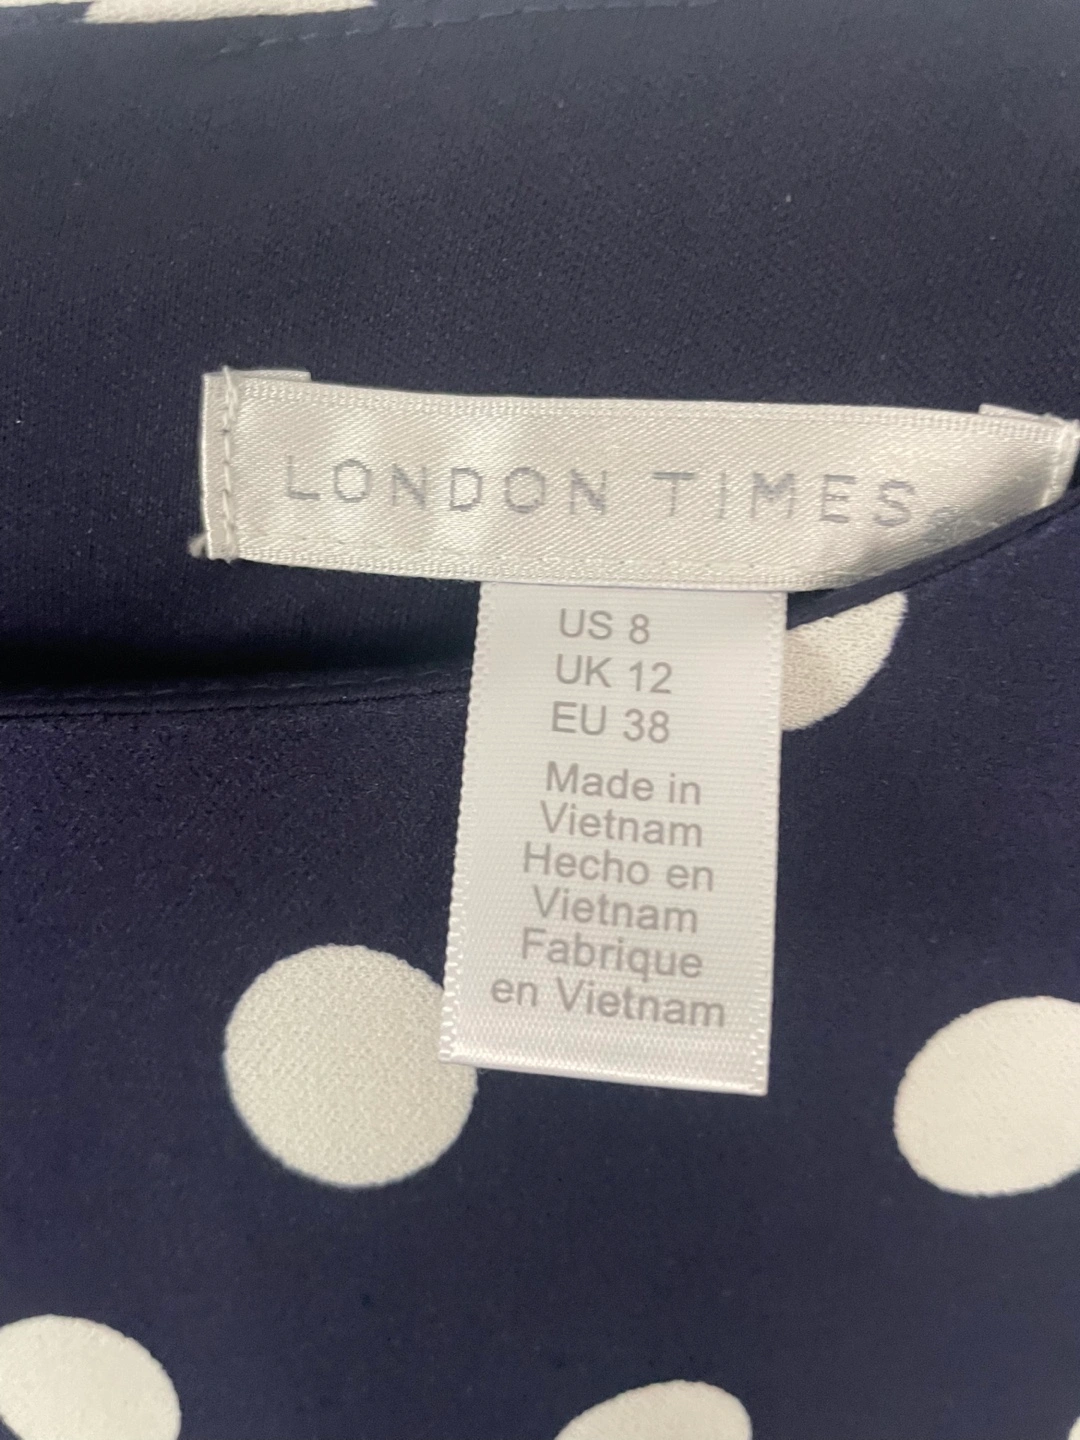 LONDON TIMES
US 8
UK 12
EU 38
Made in
Vietnam
Hecho en
Vietnam
Fabrique
en Vietnam